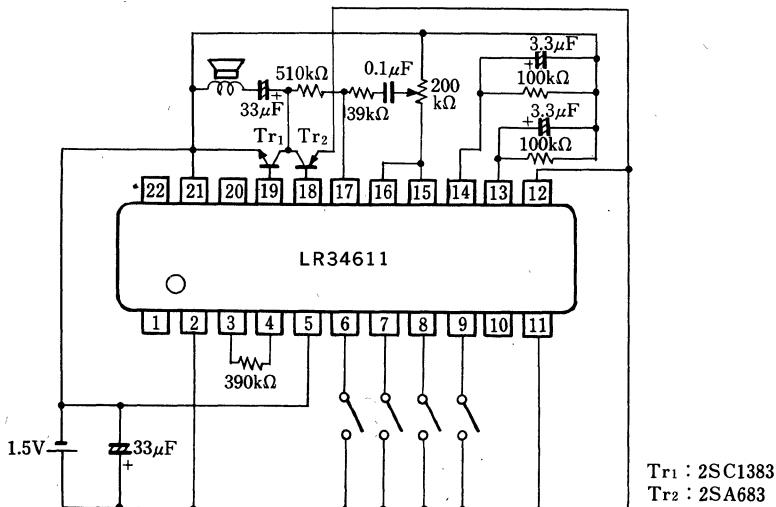 3.3μF
+
100kΩ
510kΩ
0.1μF
200
kΩ
33μF
+
39kΩ
3.3μF
+
100kΩ
Tr₁ Tr₂
22 21 20 19 18 17 16 15 14 13 12
LR34611
1 2 3 4 5 6 7 8 9 10 11
390kΩ
1.5V
33μF
+
Tr₁ : 2SC1383
Tr₂ : 2SA683